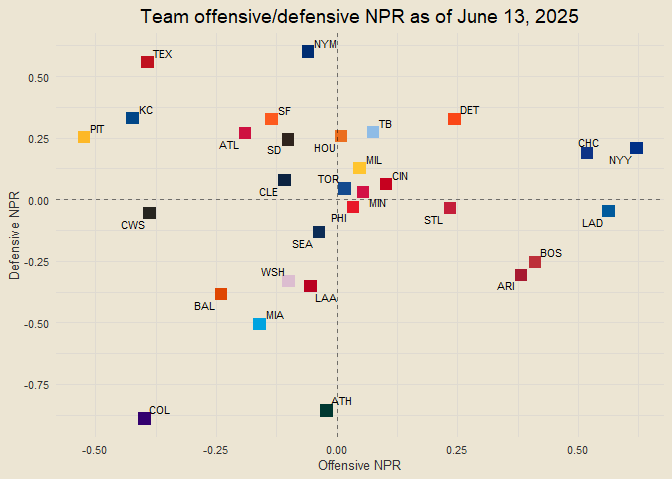 Team offensive/defensive NPR as of June 13, 2025
NYM
TEX
0.50
KC
SF
DET
PIT
TB
0.25
ATL
SD
HOU
CHC
NYY
MIL
TOR
CIN
CLE
0.00
MIN
CWS
PHI
STL
LAD
SEA
BOS
-0.25
WSH
ARI
BAL
LAA
MIA
-0.50
-0.75
ATH
COL
Defensive NPR
-0.50
-0.25
0.00
0.25
0.50
Offensive NPR